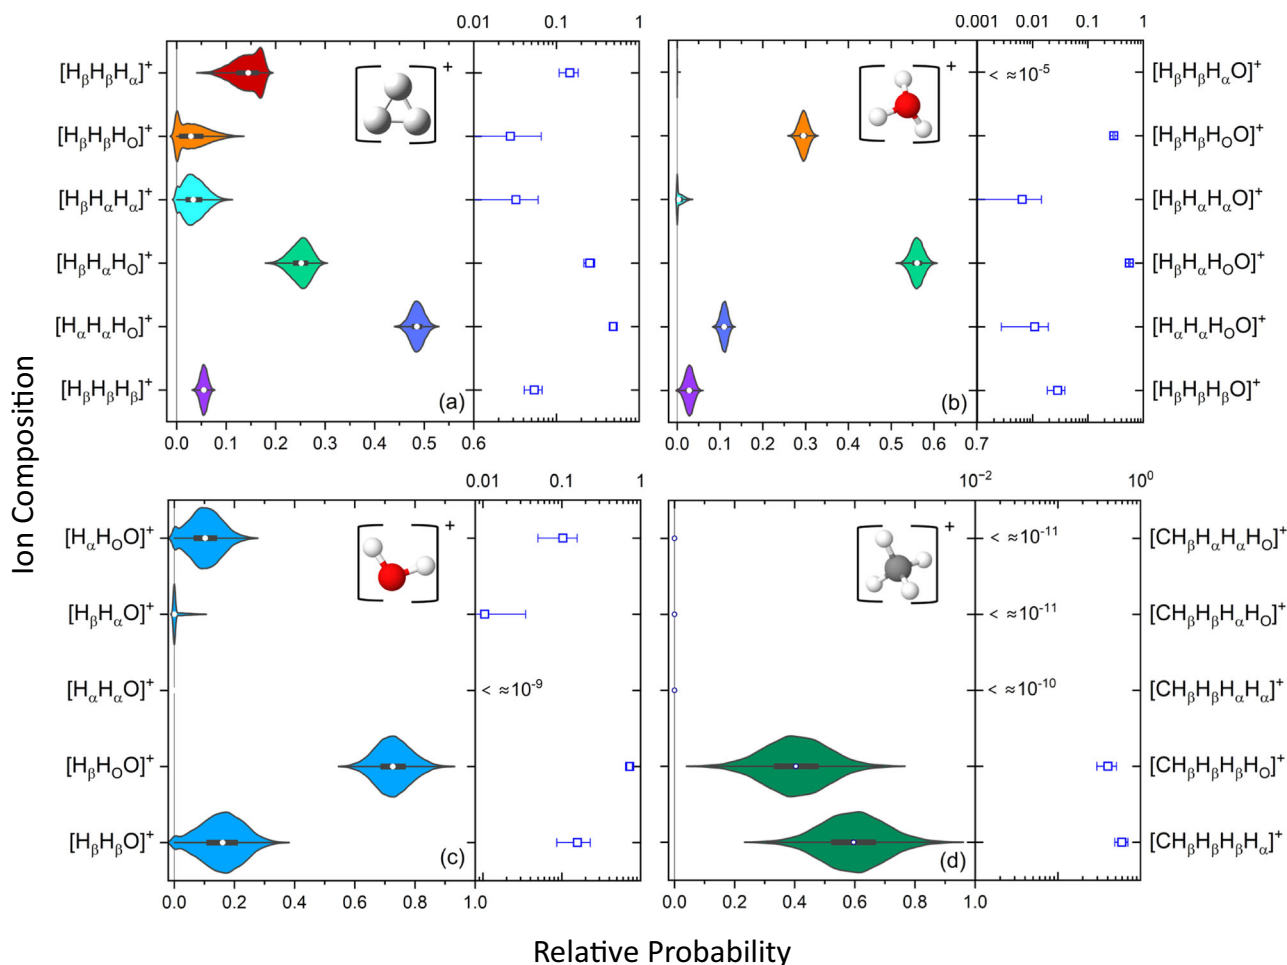 0.01 0.1 1 0.001 0.01 0.1 1
[HβHβHα]⁺ + + < ≈10⁻⁵ [HβHβHαO]⁺
[HβHβHO]⁺ [HβHβHOO]⁺
[HβHαHα]⁺ [HβHαHαO]⁺
[HβHαHO]⁺ [HβHαHOO]⁺
[HαHαHO]⁺ [HαHαHOO]⁺
[HβHβHβ]⁺ (a) (b) [HβHβHβO]⁺
0.0 0.1 0.2 0.3 0.4 0.5 0.6 0.0 0.1 0.2 0.3 0.4 0.5 0.6 0.7
Ion Composition
0.01 0.1 1 10⁻² 10⁰
[HαHOO]⁺ + + < ≈10⁻¹¹ [CHβHαHαHO]⁺
[HβHαO]⁺ < ≈10⁻¹¹ [CHβHβHαHO]⁺
[HαHαO]⁺ < ≈10⁻⁹ < ≈10⁻¹⁰ [CHβHβHαHα]⁺
[HβHOO]⁺ [CHβHβHβHO]⁺
[HβHβO]⁺ (c) (d) [CHβHβHβHα]⁺
0.0 0.2 0.4 0.6 0.8 1.0 0.0 0.2 0.4 0.6 0.8 1.0
Relative Probability